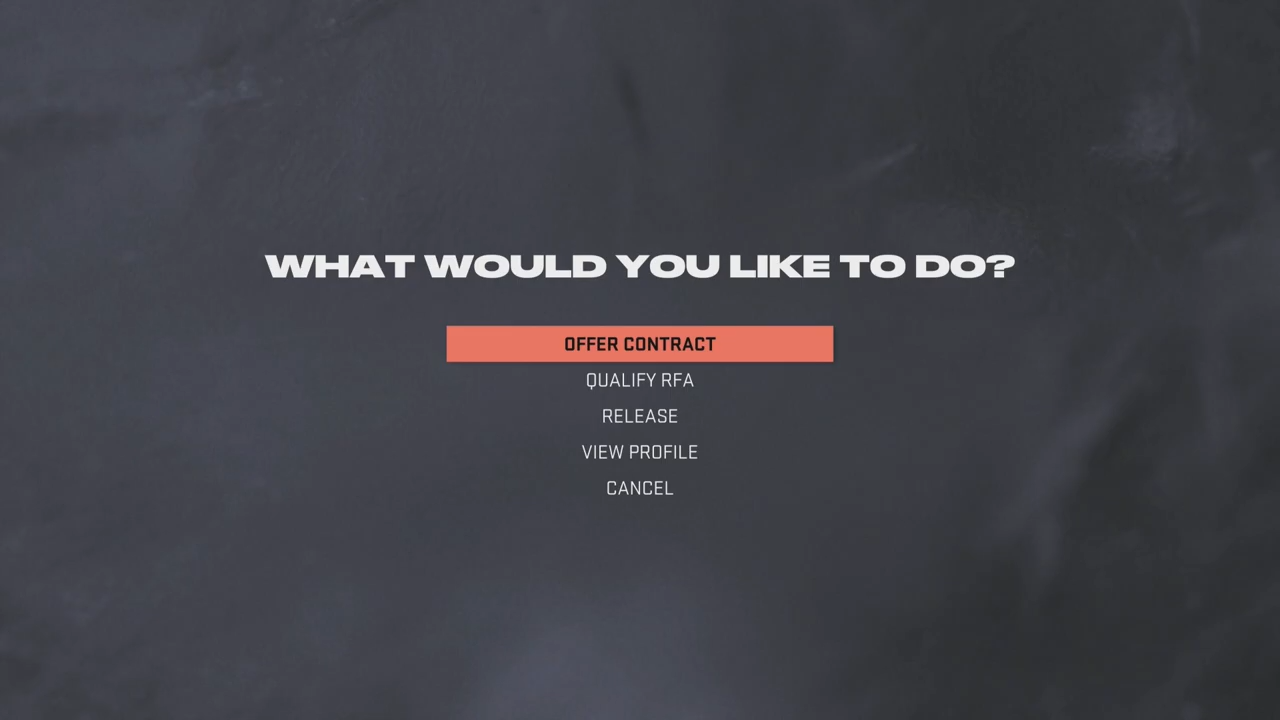 WHAT WOULD YOU LIKE TO DO?
OFFER CONTRACT
QUALIFY RFA
RELEASE
VIEW PROFILE
CANCEL